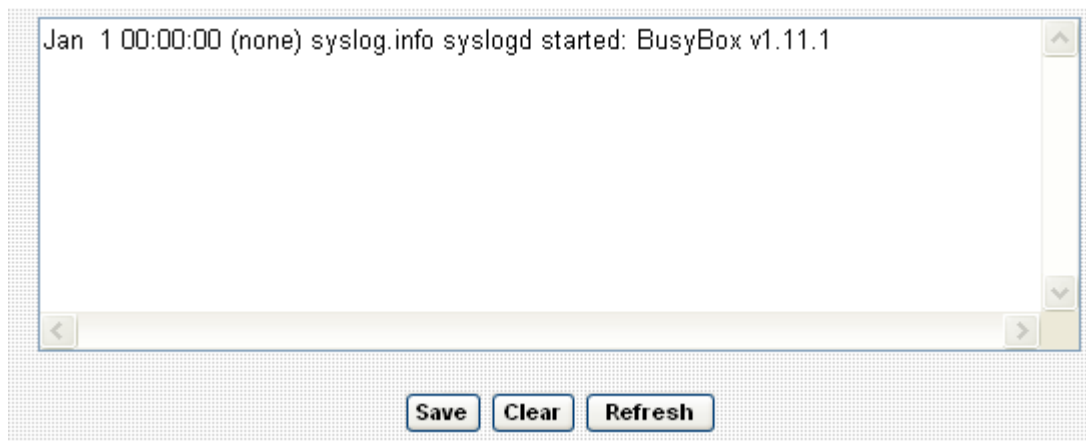 Jan  1 00:00:00 (none) syslog.info syslogd started: BusyBox v1.11.1
Save Clear Refresh